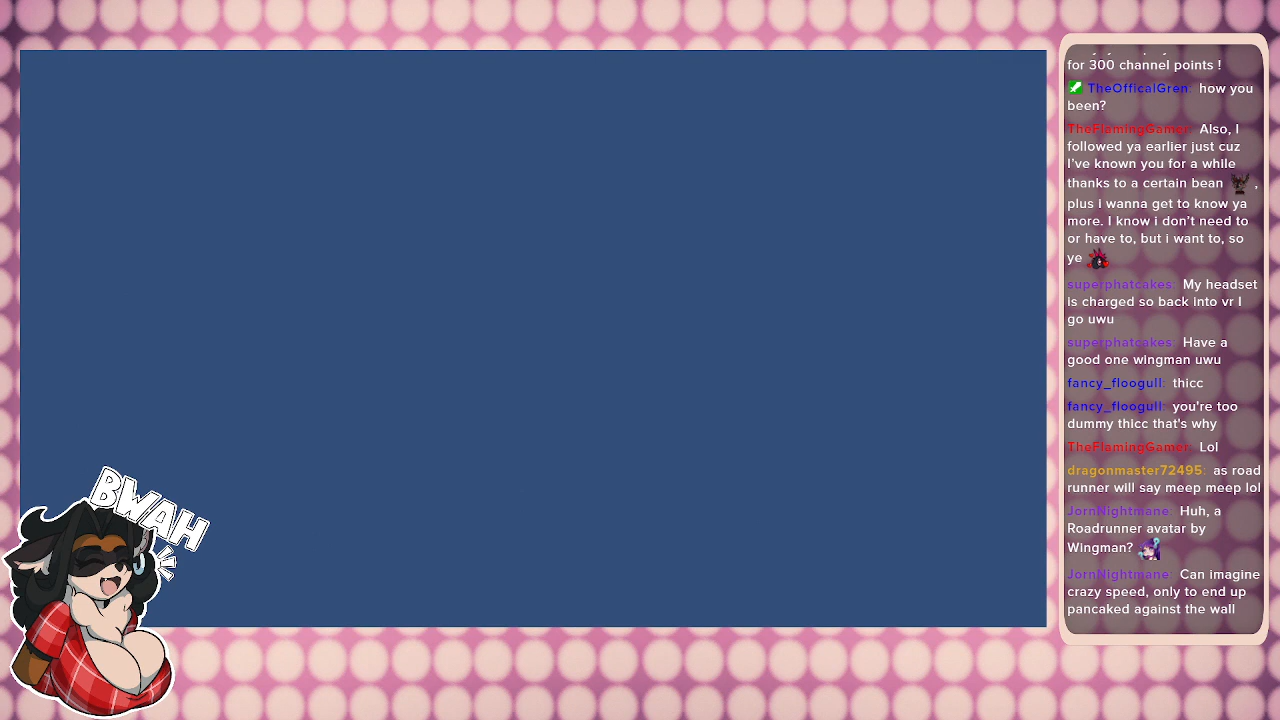 for 300 channel points !
TheOfficalGren: how you
been?
TheFlamingGamer: Also, I
followed ya earlier just cuz
I've known you for a while
thanks to a certain bean ,
plus I wanna get to know ya
more. I know i don't need to
or have to, but i want to, so
ye
superphatcakes: My headset
is charged so back into vr I
go uwu
superphatcakes: Have a
good one wingman uwu
fancy_floogull: thicc
fancy_floogull: you're too
dummy thicc that's why
TheFlamingGamer: Lol
dragonmaster72495: as road
runner will say meep meep lol
JornNightmane: Huh, a
Roadrunner avatar by
Wingman?
JornNightmane: Can imagine
crazy speed, only to end up
pancaked against the wall
BWAH